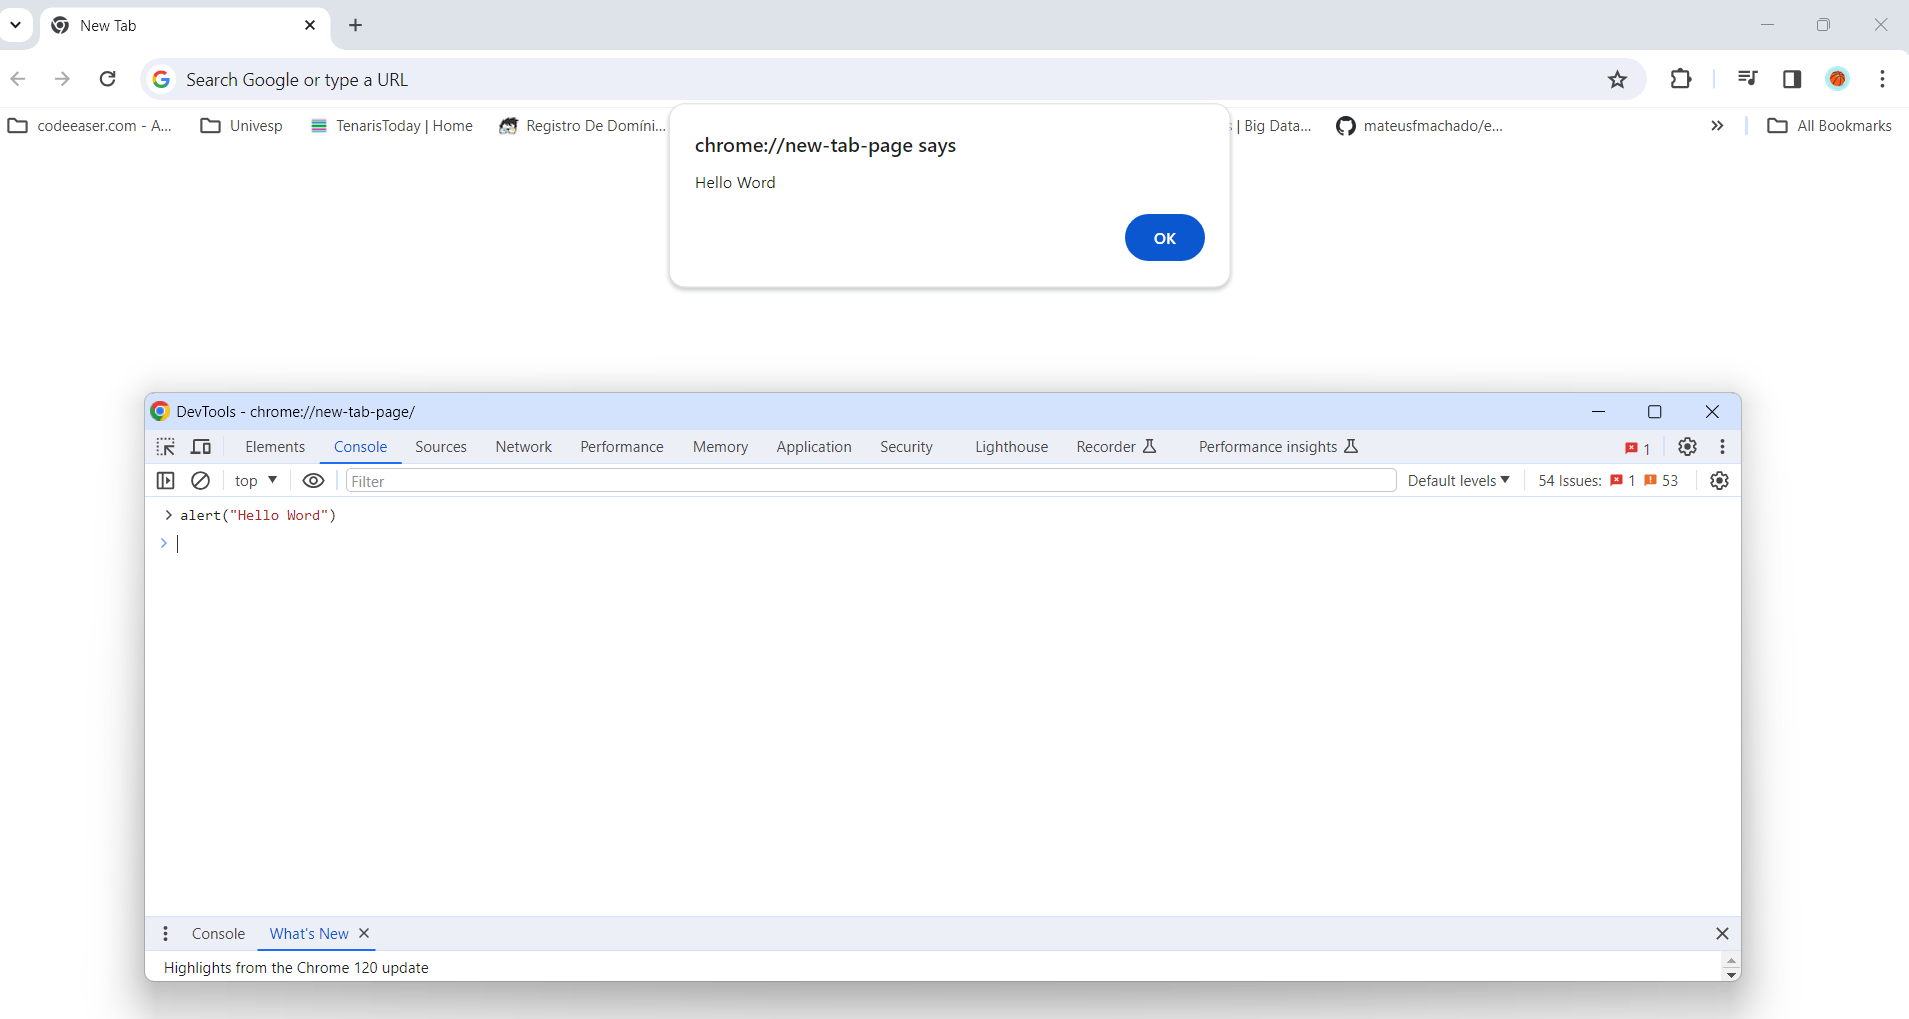 New Tab
Search Google or type a URL
codeeaser.com - A...
Univesp
TenarisToday | Home
Registro De Domíni...
| Big Data...
mateusfmachado/e...
All Bookmarks
chrome://new-tab-page says
Hello Word
OK
DevTools - chrome://new-tab-page/
Elements Console Sources Network Performance Memory Application Security Lighthouse Recorder Performance insights 1
top Filter Default levels 54 Issues: 1 53
alert("Hello Word")
Console What's New
Highlights from the Chrome 120 update